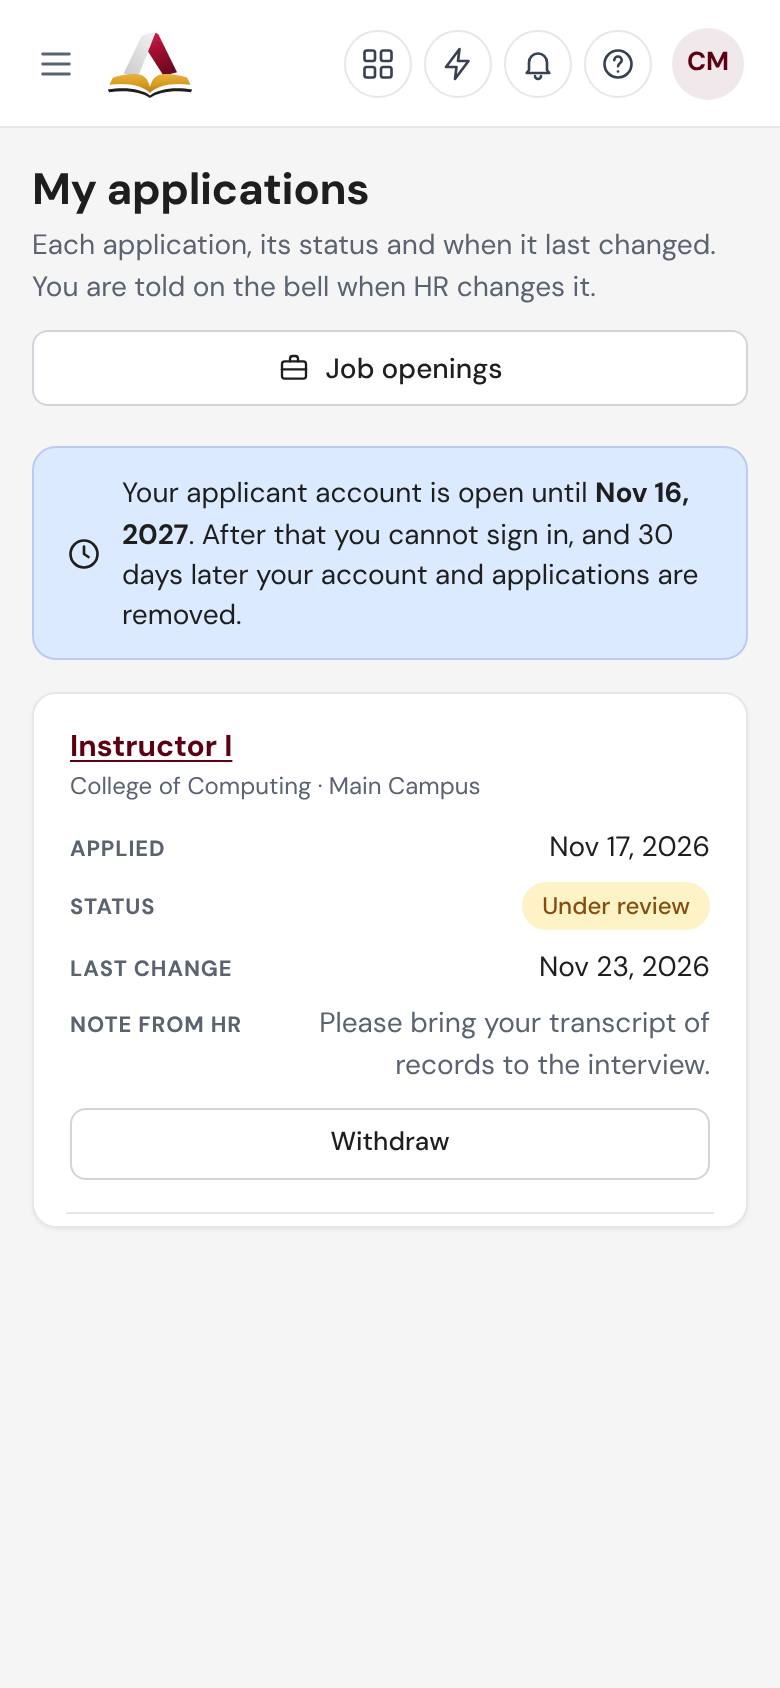 CM
My applications
Each application, its status and when it last changed.
You are told on the bell when HR changes it.
Job openings
Your applicant account is open until Nov 16,
2027. After that you cannot sign in, and 30
days later your account and applications are
removed.
Instructor I
College of Computing · Main Campus
APPLIED Nov 17, 2026
STATUS Under review
LAST CHANGE Nov 23, 2026
NOTE FROM HR Please bring your transcript of
records to the interview.
Withdraw